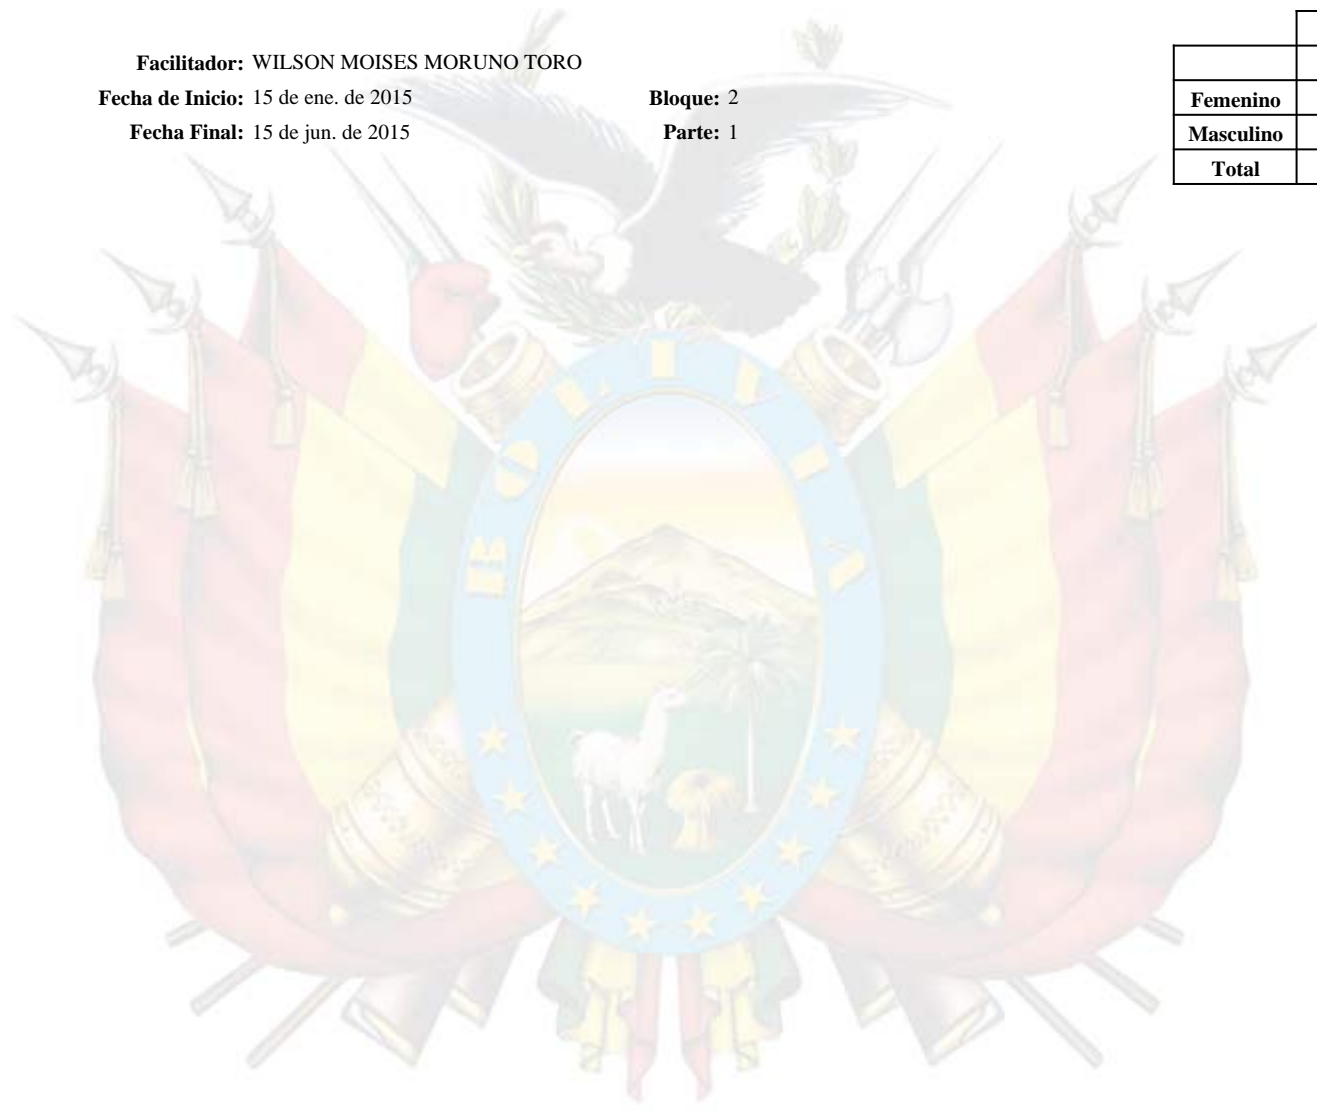 Facilitador: WILSON MOISES MORUNO TORO
Fecha de Inicio: 15 de ene. de 2015 Bloque: 2
Fecha Final: 15 de jun. de 2015 Parte: 1
Femenino
Masculino
Total
BOLIVIA